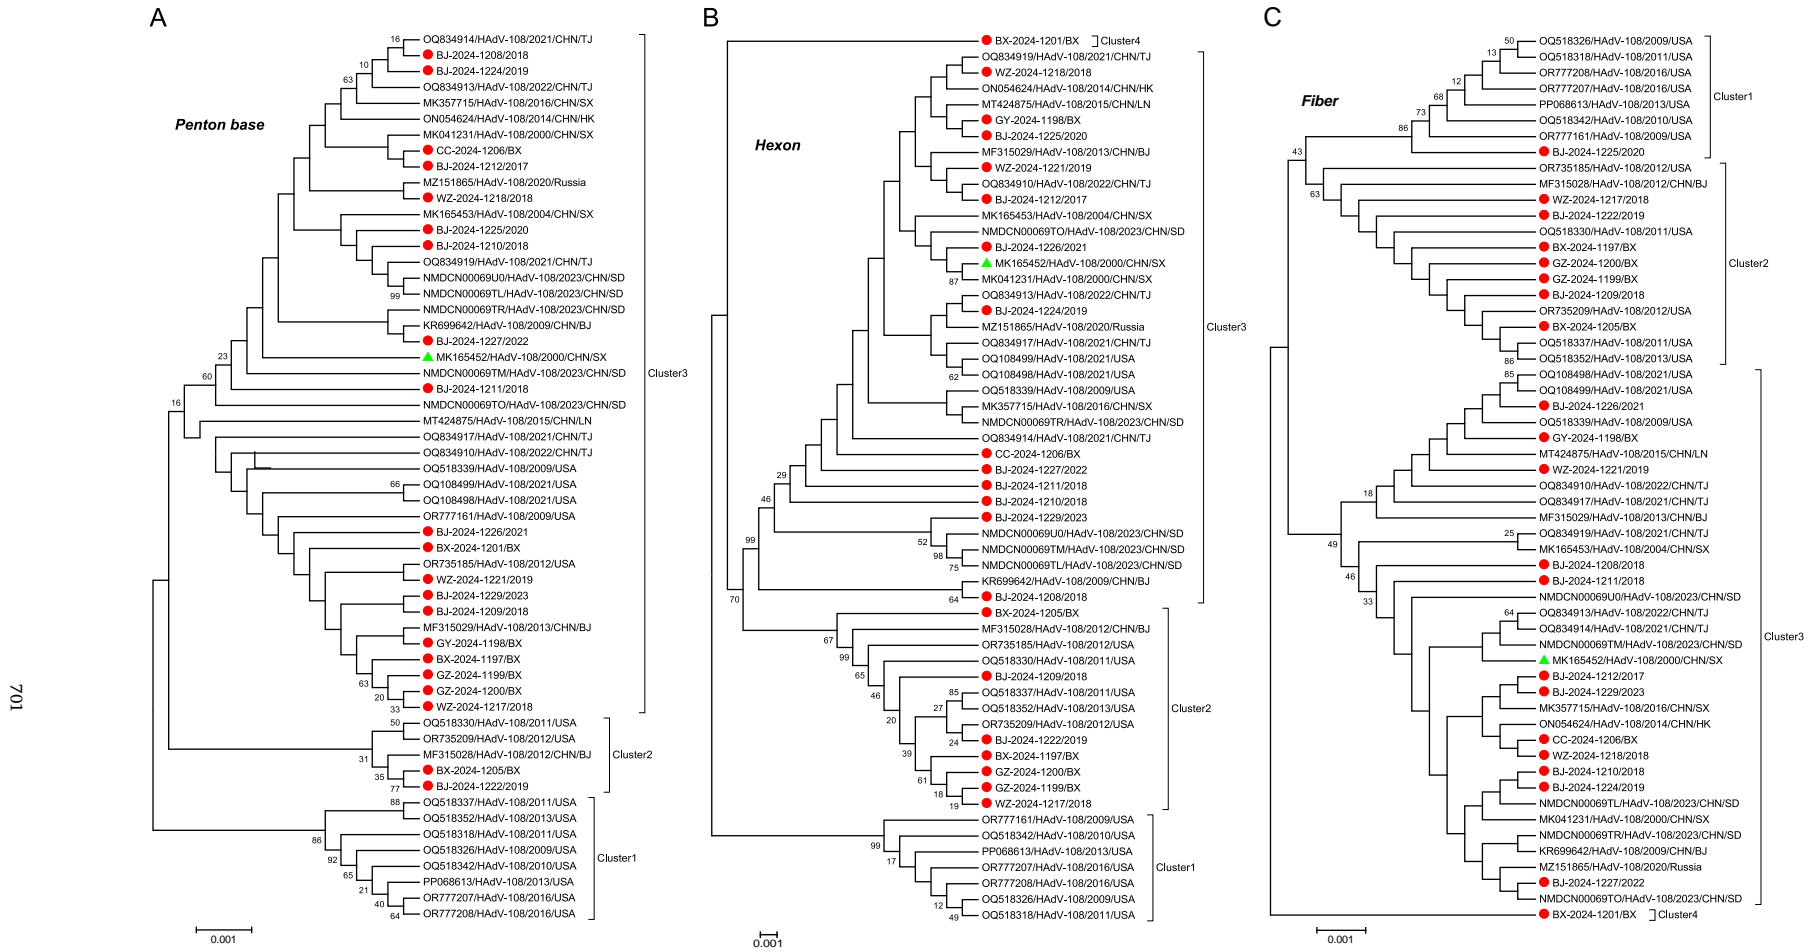 A
Penton base
16
OQ834914/HAdV-108/2021/CHN/TJ
BJ-2024-1208/2018
10
BJ-2024-1224/2019
63
OQ834913/HAdV-108/2022/CHN/TJ
MK357715/HAdV-108/2016/CHN/SX
ON054624/HAdV-108/2014/CHN/HK
MK041231/HAdV-108/2000/CHN/SX
CC-2024-1206/BX
BJ-2024-1212/2017
MZ151865/HAdV-108/2020/Russia
WZ-2024-1218/2018
MK165453/HAdV-108/2004/CHN/SX
BJ-2024-1225/2020
BJ-2024-1210/2018
OQ834919/HAdV-108/2021/CHN/TJ
NMDCN00069U0/HAdV-108/2023/CHN/SD
99
NMDCN00069TL/HAdV-108/2023/CHN/SD
NMDCN00069TR/HAdV-108/2023/CHN/SD
KR699642/HAdV-108/2009/CHN/BJ
BJ-2024-1227/2022
23
MK165452/HAdV-108/2000/CHN/SX
60
NMDCN00069TM/HAdV-108/2023/CHN/SD
Cluster3
BJ-2024-1211/2018
16
NMDCN00069TO/HAdV-108/2023/CHN/SD
MT424875/HAdV-108/2015/CHN/LN
OQ834917/HAdV-108/2021/CHN/TJ
OQ834910/HAdV-108/2022/CHN/TJ
OQ518339/HAdV-108/2009/USA
66
OQ108499/HAdV-108/2021/USA
OQ108498/HAdV-108/2021/USA
OR777161/HAdV-108/2009/USA
BJ-2024-1226/2021
BX-2024-1201/BX
OR735185/HAdV-108/2012/USA
WZ-2024-1221/2019
BJ-2024-1229/2023
BJ-2024-1209/2018
MF315029/HAdV-108/2013/CHN/BJ
GY-2024-1198/BX
BX-2024-1197/BX
63
GZ-2024-1199/BX
20
GZ-2024-1200/BX
33
WZ-2024-1217/2018
50
OQ518330/HAdV-108/2011/USA
OR735209/HAdV-108/2012/USA
31
MF315028/HAdV-108/2012/CHN/BJ
Cluster2
35
BX-2024-1205/BX
77
BJ-2024-1222/2019
88
OQ518337/HAdV-108/2011/USA
OQ518352/HAdV-108/2013/USA
86
OQ518318/HAdV-108/2011/USA
92
OQ518326/HAdV-108/2009/USA
Cluster1
65
OQ518342/HAdV-108/2010/USA
21
PP068613/HAdV-108/2013/USA
40
OR777207/HAdV-108/2016/USA
64
OR777208/HAdV-108/2016/USA
0.001
B
Hexon
BX-2024-1201/BX
Cluster4
OQ834919/HAdV-108/2021/CHN/TJ
WZ-2024-1218/2018
ON054624/HAdV-108/2014/CHN/HK
MT424875/HAdV-108/2015/CHN/LN
GY-2024-1198/BX
BJ-2024-1225/2020
MF315029/HAdV-108/2013/CHN/BJ
WZ-2024-1221/2019
OQ834910/HAdV-108/2022/CHN/TJ
BJ-2024-1212/2017
MK165453/HAdV-108/2004/CHN/SX
NMDCN00069TO/HAdV-108/2023/CHN/SD
BJ-2024-1226/2021
MK165452/HAdV-108/2000/CHN/SX
87
MK041231/HAdV-108/2000/CHN/SX
OQ834913/HAdV-108/2022/CHN/TJ
BJ-2024-1224/2019
MZ151865/HAdV-108/2020/Russia
Cluster3
OQ834917/HAdV-108/2021/CHN/TJ
OQ108499/HAdV-108/2021/USA
62
OQ108498/HAdV-108/2021/USA
OQ518339/HAdV-108/2009/USA
MK357715/HAdV-108/2016/CHN/SX
NMDCN00069TR/HAdV-108/2023/CHN/SD
OQ834914/HAdV-108/2021/CHN/TJ
CC-2024-1206/BX
29
BJ-2024-1227/2022
BJ-2024-1211/2018
46
BJ-2024-1210/2018
BJ-2024-1229/2023
99
NMDCN00069U0/HAdV-108/2023/CHN/SD
52
NMDCN00069TM/HAdV-108/2023/CHN/SD
98
75
NMDCN00069TL/HAdV-108/2023/CHN/SD
KR699642/HAdV-108/2009/CHN/BJ
70
64
BJ-2024-1208/2018
BX-2024-1205/BX
67
MF315028/HAdV-108/2012/CHN/BJ
99
OR735185/HAdV-108/2012/USA
65
OQ518330/HAdV-108/2011/USA
46
BJ-2024-1209/2018
85
OQ518337/HAdV-108/2011/USA
27
OQ518352/HAdV-108/2013/USA
Cluster2
20
OR735209/HAdV-108/2012/USA
24
BJ-2024-1222/2019
39
BX-2024-1197/BX
61
GZ-2024-1200/BX
18
GZ-2024-1199/BX
19
WZ-2024-1217/2018
OR777161/HAdV-108/2009/USA
99
OQ518342/HAdV-108/2010/USA
17
PP068613/HAdV-108/2013/USA
OR777207/HAdV-108/2016/USA
Cluster1
OR777208/HAdV-108/2016/USA
12
OQ518326/HAdV-108/2009/USA
49
OQ518318/HAdV-108/2011/USA
0.001
C
Fiber
50
OQ518326/HAdV-108/2009/USA
13
OQ518318/HAdV-108/2011/USA
OR777208/HAdV-108/2016/USA
12
OR777207/HAdV-108/2016/USA
Cluster1
68
PP068613/HAdV-108/2013/USA
73
OQ518342/HAdV-108/2010/USA
86
OR777161/HAdV-108/2009/USA
43
BJ-2024-1225/2020
OR735185/HAdV-108/2012/USA
63
MF315028/HAdV-108/2012/CHN/BJ
WZ-2024-1217/2018
BJ-2024-1222/2019
OQ518330/HAdV-108/2011/USA
BX-2024-1197/BX
GZ-2024-1200/BX
Cluster2
GZ-2024-1199/BX
BJ-2024-1209/2018
OR735209/HAdV-108/2012/USA
BX-2024-1205/BX
OQ518337/HAdV-108/2011/USA
86
OQ518352/HAdV-108/2013/USA
85
OQ108498/HAdV-108/2021/USA
OQ108499/HAdV-108/2021/USA
BJ-2024-1226/2021
OQ518339/HAdV-108/2009/USA
GY-2024-1198/BX
MT424875/HAdV-108/2015/CHN/LN
WZ-2024-1221/2019
18
OQ834910/HAdV-108/2022/CHN/TJ
OQ834917/HAdV-108/2021/CHN/TJ
MF315029/HAdV-108/2013/CHN/BJ
49
25
OQ834919/HAdV-108/2021/CHN/TJ
MK165453/HAdV-108/2004/CHN/SX
46
BJ-2024-1208/2018
BJ-2024-1211/2018
33
NMDCN00069U0/HAdV-108/2023/CHN/SD
64
OQ834913/HAdV-108/2022/CHN/TJ
OQ834914/HAdV-108/2021/CHN/TJ
Cluster3
NMDCN00069TM/HAdV-108/2023/CHN/SD
MK165452/HAdV-108/2000/CHN/SX
BJ-2024-1212/2017
BJ-2024-1229/2023
MK357715/HAdV-108/2016/CHN/SX
ON054624/HAdV-108/2014/CHN/HK
CC-2024-1206/BX
WZ-2024-1218/2018
BJ-2024-1210/2018
BJ-2024-1224/2019
NMDCN00069TL/HAdV-108/2023/CHN/SD
MK041231/HAdV-108/2000/CHN/SX
NMDCN00069TR/HAdV-108/2023/CHN/SD
KR699642/HAdV-108/2009/CHN/BJ
MZ151865/HAdV-108/2020/Russia
BJ-2024-1227/2022
NMDCN00069TO/HAdV-108/2023/CHN/SD
BX-2024-1201/BX
Cluster4
0.001
701